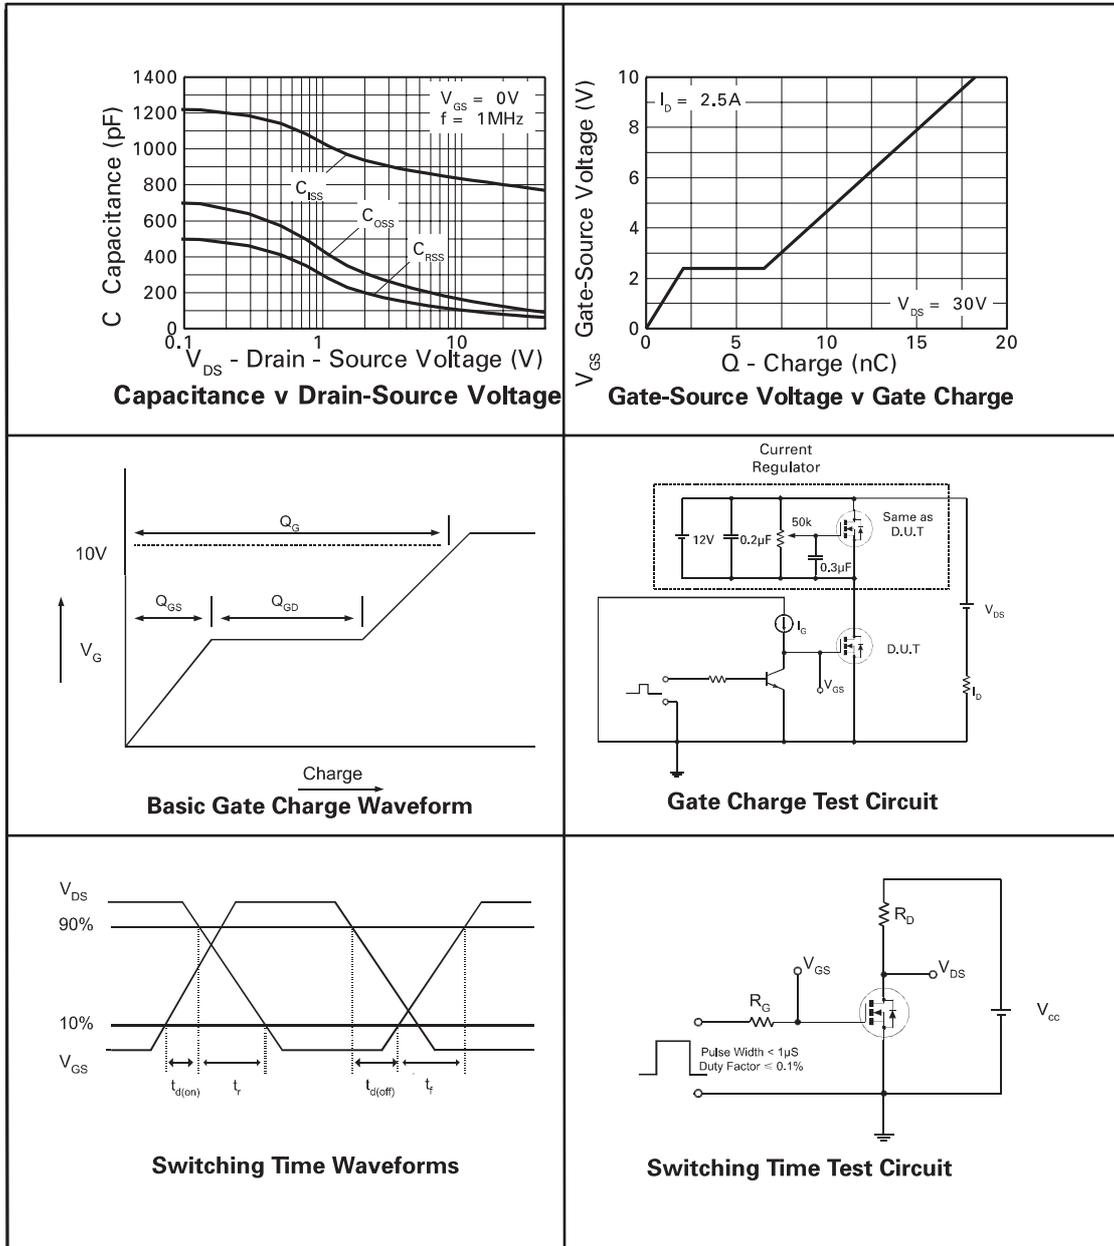 1400
1200
1000
800
600
400
200
0
C Capacitance (pF)
V_GS = 0V
f = 1MHz
C_ISS
C_OSS
C_RSS
0.1
1
10
V_DS - Drain - Source Voltage (V)
Capacitance v Drain-Source Voltage
10
8
6
4
2
0
V_GS Gate-Source Voltage (V)
I_D = 2.5A
V_DS = 30V
0
5
10
15
20
Q - Charge (nC)
Gate-Source Voltage v Gate Charge
Q_G
10V
Q_GS
Q_GD
V_G
Charge
Basic Gate Charge Waveform
Current
Regulator
12V
0.2µF
50k
Same as
D.U.T
0.3µF
I_G
V_DS
D.U.T
V_GS
I_D
Gate Charge Test Circuit
V_DS
90%
10%
V_GS
t_d(on)
t_r
t_d(off)
t_f
Switching Time Waveforms
R_D
V_GS
V_DS
R_G
V_cc
Pulse Width < 1µS
Duty Factor ≤ 0.1%
Switching Time Test Circuit